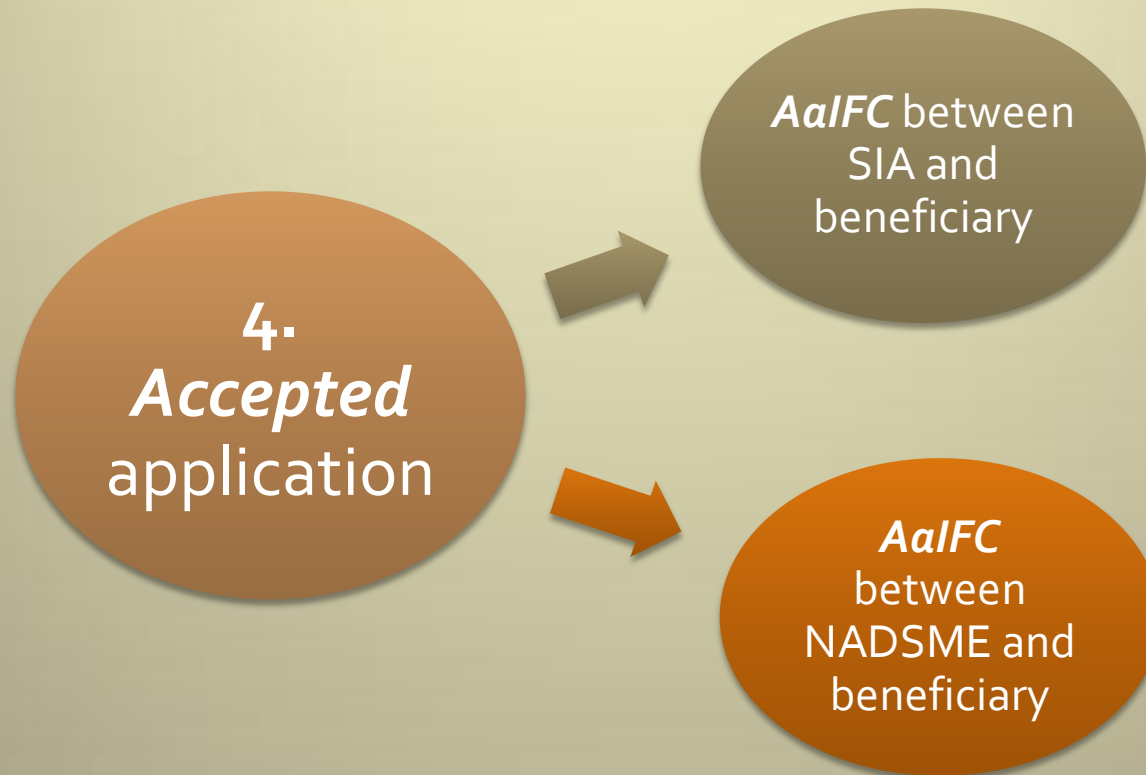 4.
Accepted
application
AaIFC between
SIA and
beneficiary
AaIFC
between
NADSME and
beneficiary